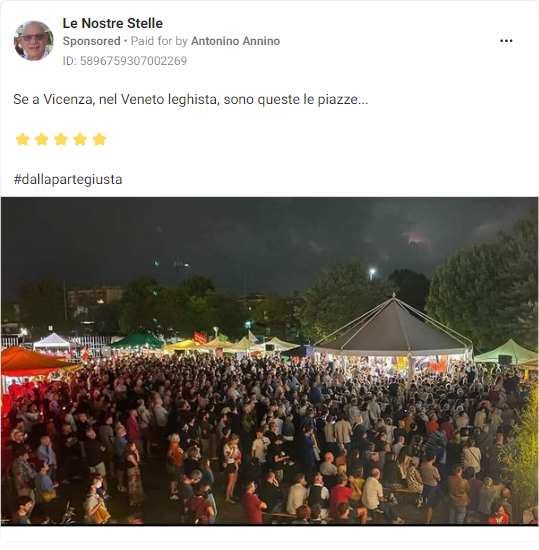 Le Nostre Stelle
Sponsored • Paid for by Antonino Annino
ID: 5896759307002269
Se a Vicenza, nel Veneto leghista, sono queste le piazze...
#dallapartegiusta